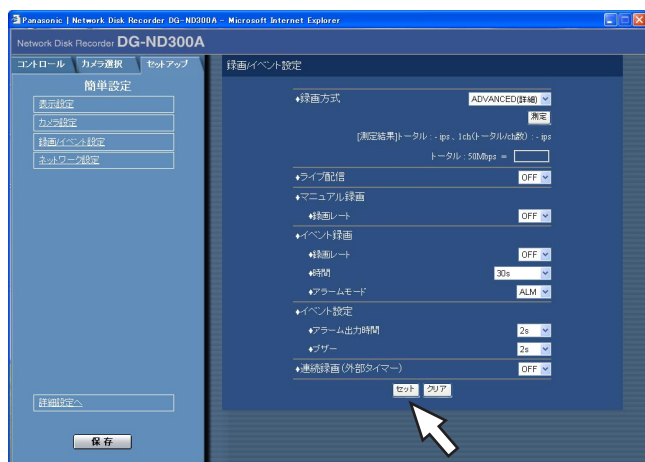 Panasonic | Network Disk Recorder DG-ND300A - Microsoft Internet Explorer
Network Disk Recorder DG-ND300A
コントロール カメラ選択 セットアップ
簡単設定
表示設定
カメラ設定
録画/イベント設定
ネットワーク設定
詳細設定へ
保存
録画/イベント設定
♦録画方式 ADVANCED(詳細)
測定
[測定結果]トータル : - ips 、1ch(トータル/ch数) : - ips
トータル : 50Mbps =
♦ライブ配信 OFF
♦マニュアル録画
♦録画レート OFF
♦イベント録画
♦録画レート OFF
♦時間 30s
♦アラームモード ALM
♦イベント設定
♦アラーム出力時間 2s
♦ブザー 2s
♦連続録画(外部タイマー) OFF
セット クリア